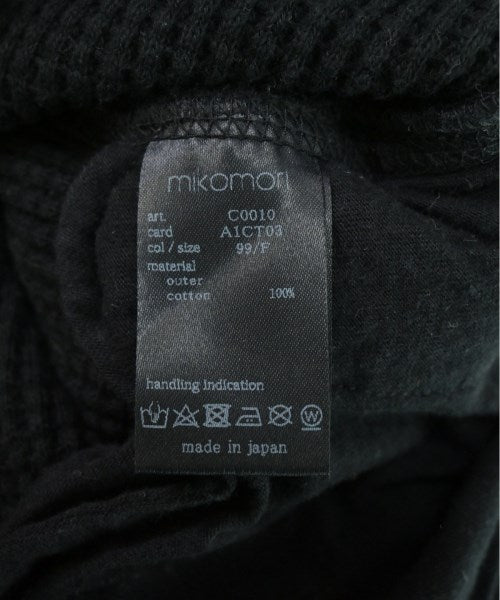 mikomori
art. C0010
card A1CT03
col / size 99/F
material
outer
cotton 100%
handling indication
W
made in japan